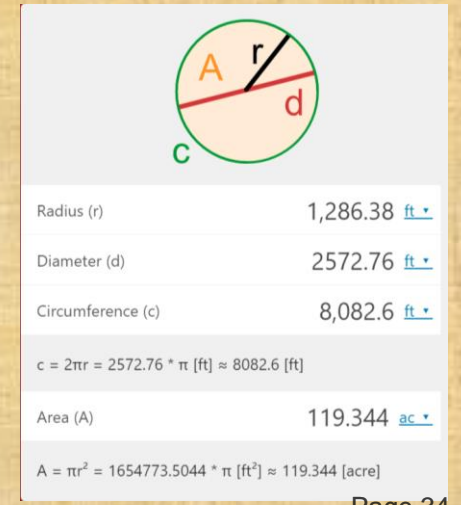 A r
d
c
Radius (r) 1,286.38 ft
Diameter (d) 2572.76 ft
Circumference (c) 8,082.6 ft
c = 2πr = 2572.76 * π [ft] ≈ 8082.6 [ft]
Area (A) 119.344 ac
A = πr² = 1654773.5044 * π [ft²] ≈ 119.344 [acre]